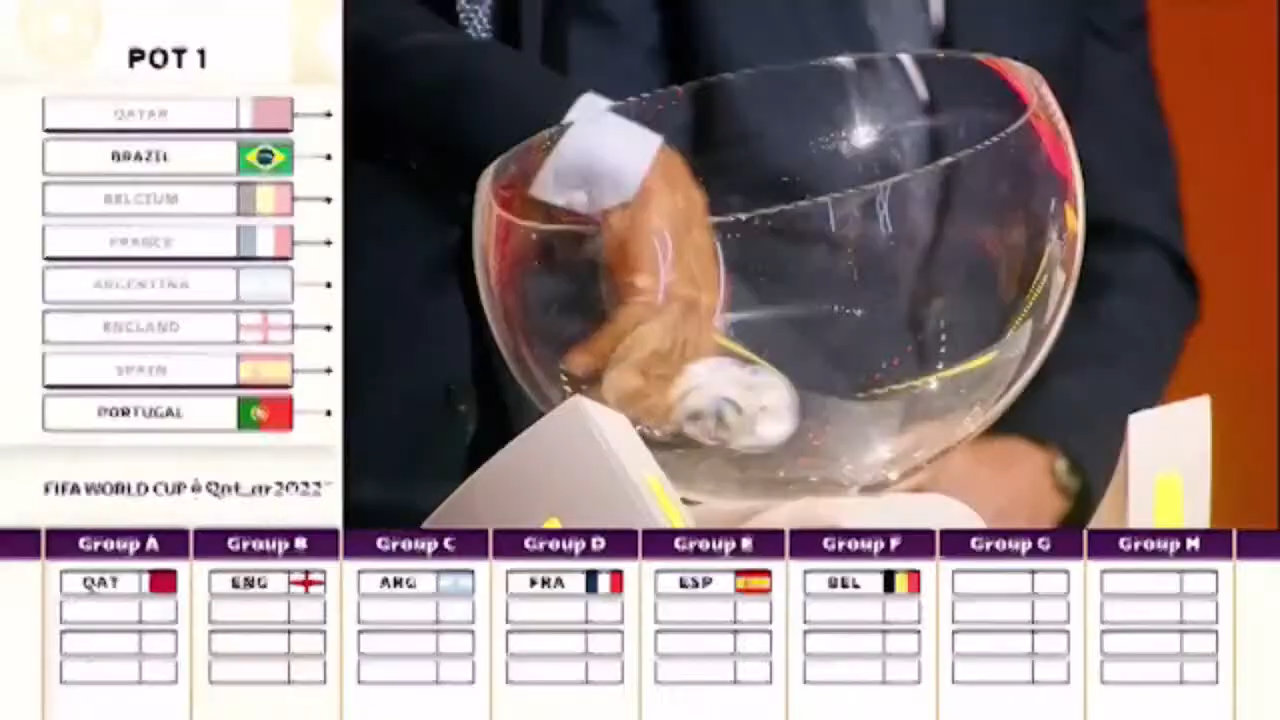 POT 1
QATAR
BRAZIL
BELGIUM
FRANCE
ARGENTINA
ENGLAND
SPAIN
PORTUGAL
FIFA WORLD CUP Qatar2022
Group A
Group B
Group C
Group D
Group E
Group F
Group G
Group H
QAT
ENG
ARG
FRA
ESP
BEL